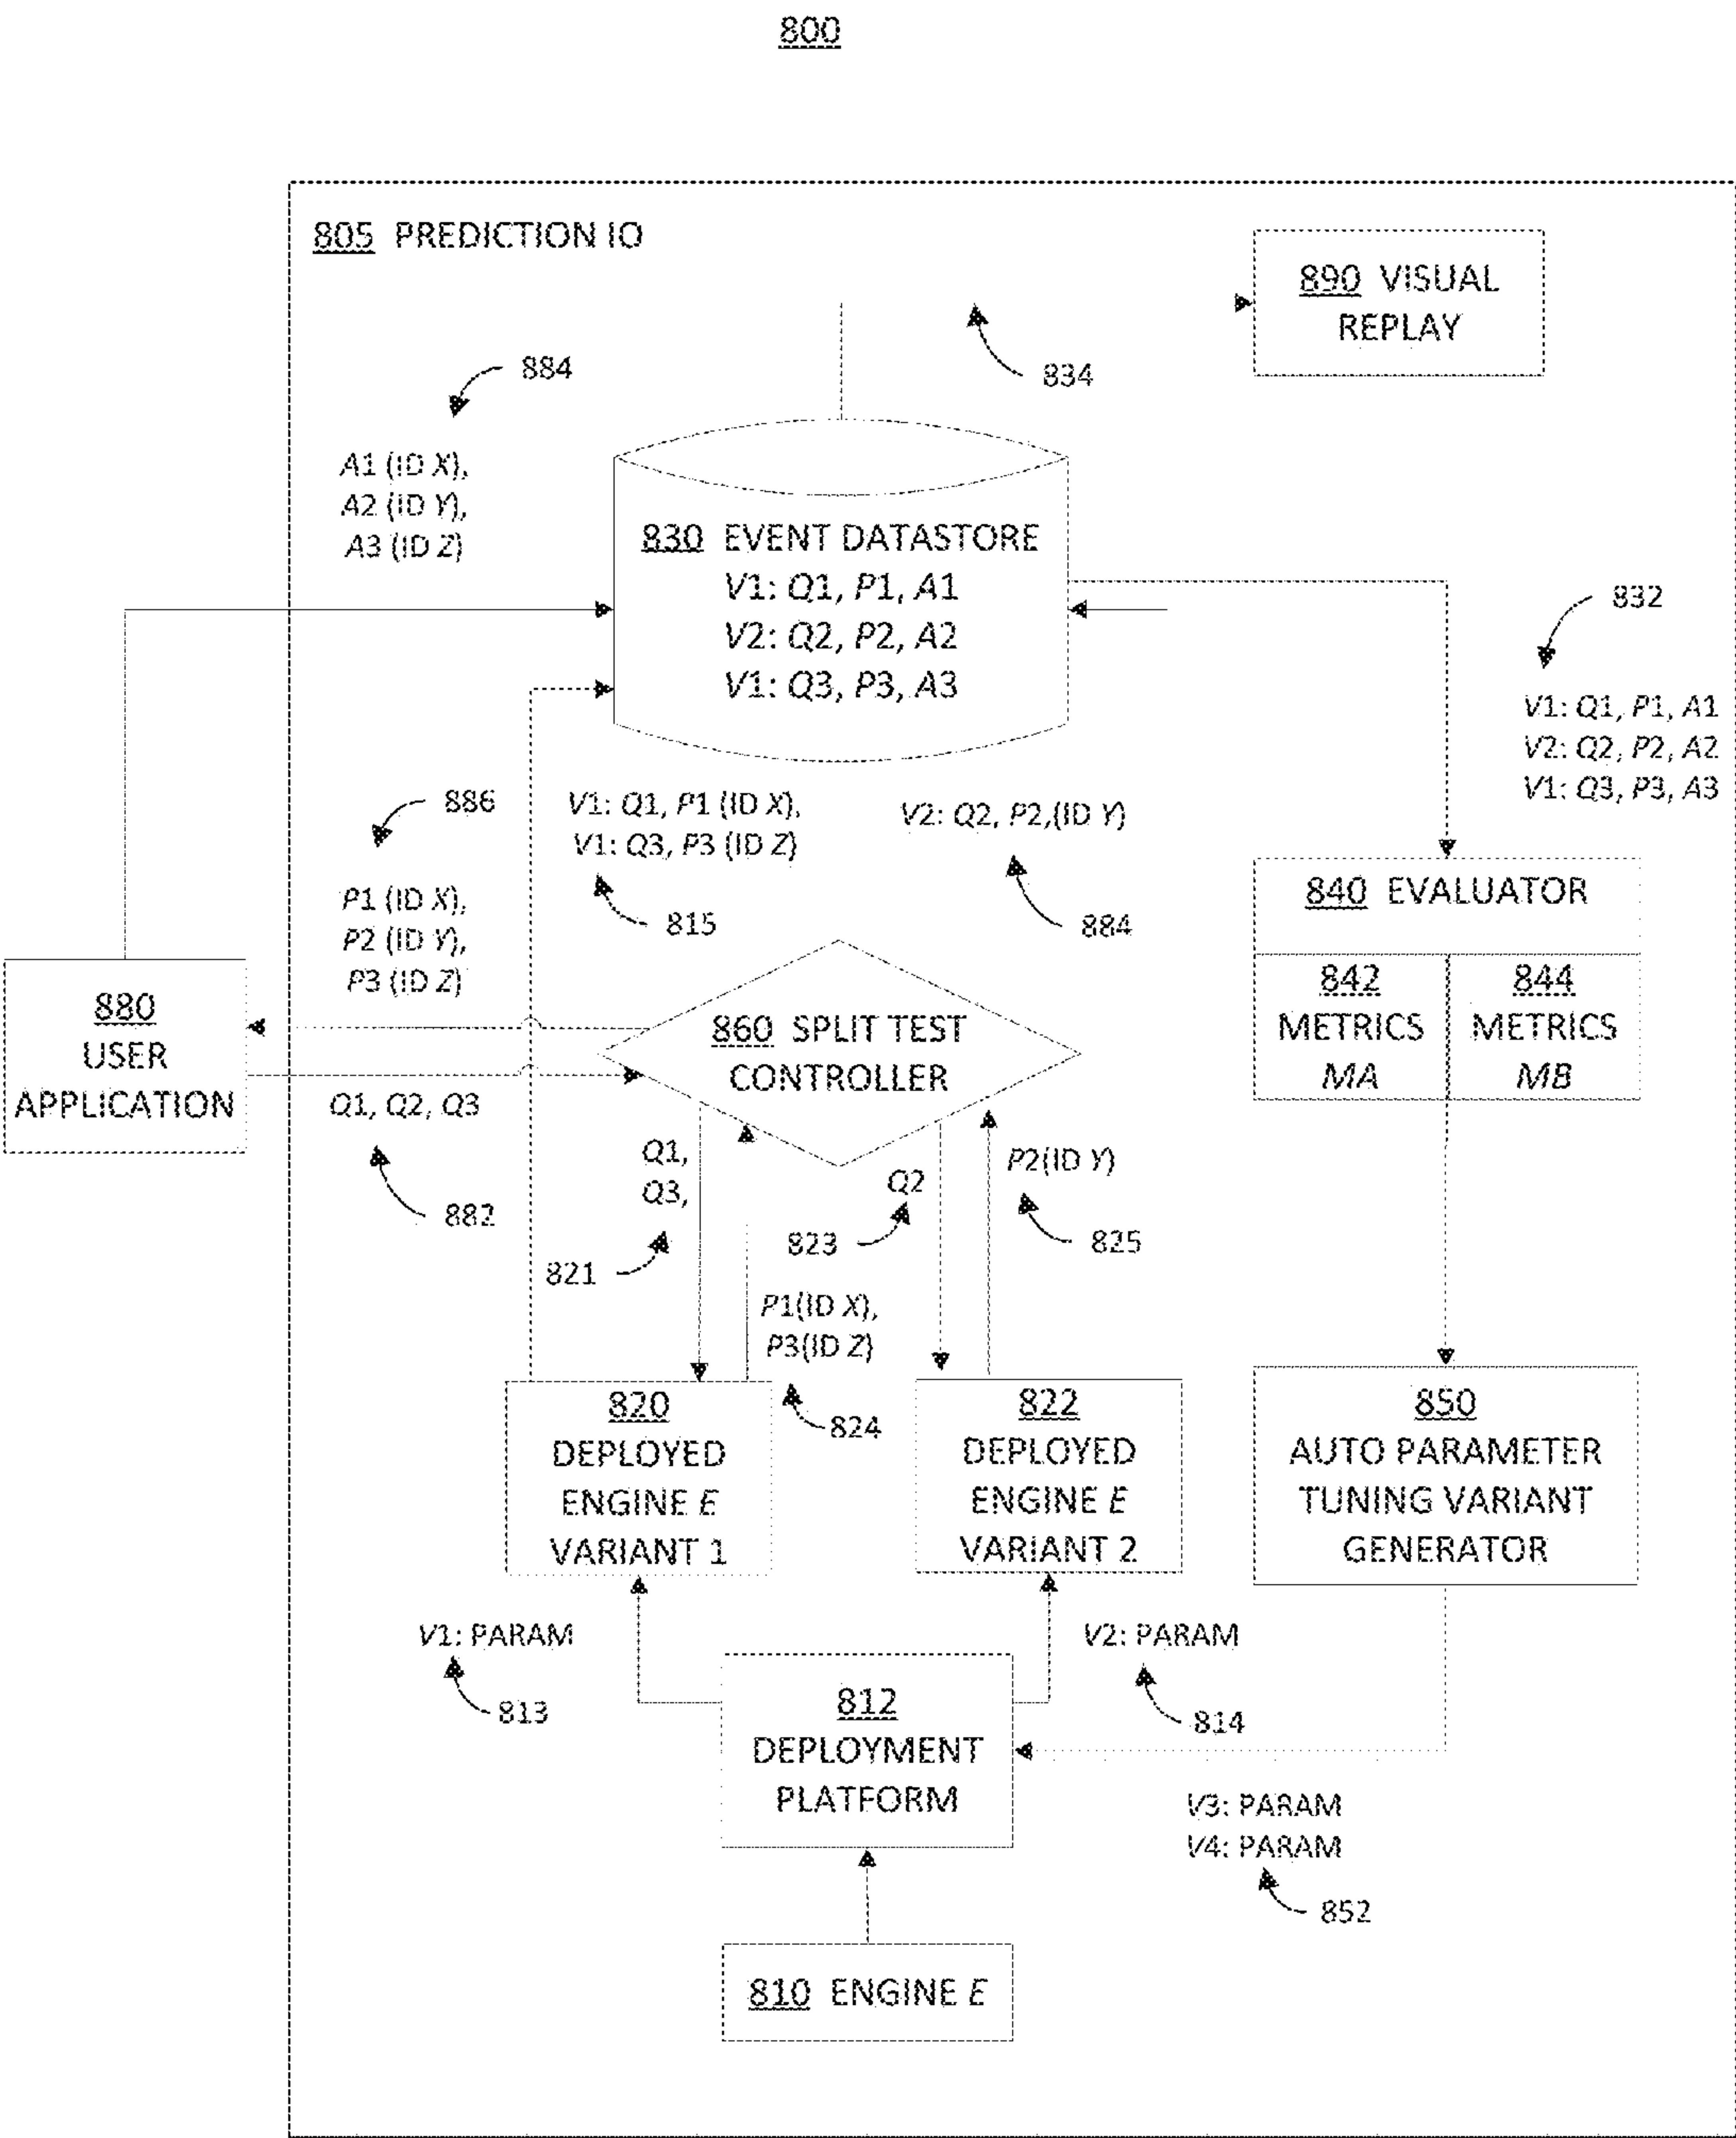 800
805 PREDICTION IO
890 VISUAL
REPLAY
834
884
A1 (ID X),
A2 (ID Y),
A3 (ID Z)
830 EVENT DATASTORE
V1: Q1, P1, A1
V2: Q2, P2, A2
V1: Q3, P3, A3
832
V1: Q1, P1, A1
V2: Q2, P2, A2
V1: Q3, P3, A3
886
P1 (ID X),
P2 (ID Y),
P3 (ID Z)
V1: Q1, P1 (ID X),
V1: Q3, P3 (ID Z)
815
V2: Q2, P2,(ID Y)
884
840 EVALUATOR
842
METRICS
MA
844
METRICS
MB
880
USER
APPLICATION
860 SPLIT TEST
CONTROLLER
Q1, Q2, Q3
882
Q1,
Q3,
821
Q2
823
P2(ID Y)
825
P1(ID X),
P3(ID Z)
824
820
DEPLOYED
ENGINE E
VARIANT 1
822
DEPLOYED
ENGINE E
VARIANT 2
850
AUTO PARAMETER
TUNING VARIANT
GENERATOR
V1: PARAM
813
V2: PARAM
814
812
DEPLOYMENT
PLATFORM
V3: PARAM
V4: PARAM
852
810 ENGINE E